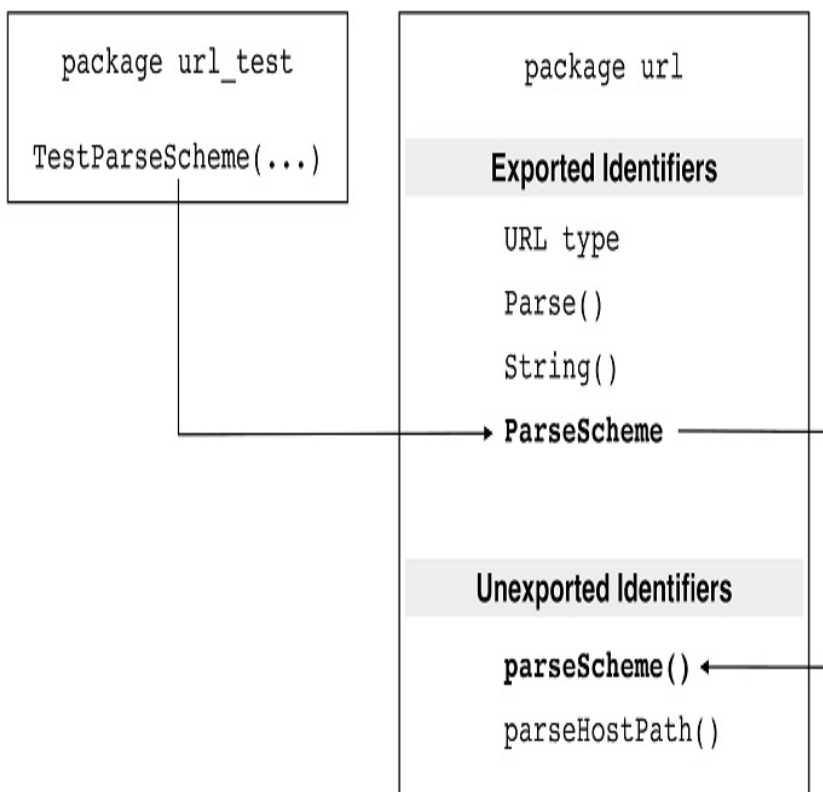 package url_test
TestParseScheme(...)
package url
Exported Identifiers
URL type
Parse()
String()
ParseScheme
Unexported Identifiers
parseScheme()
parseHostPath()